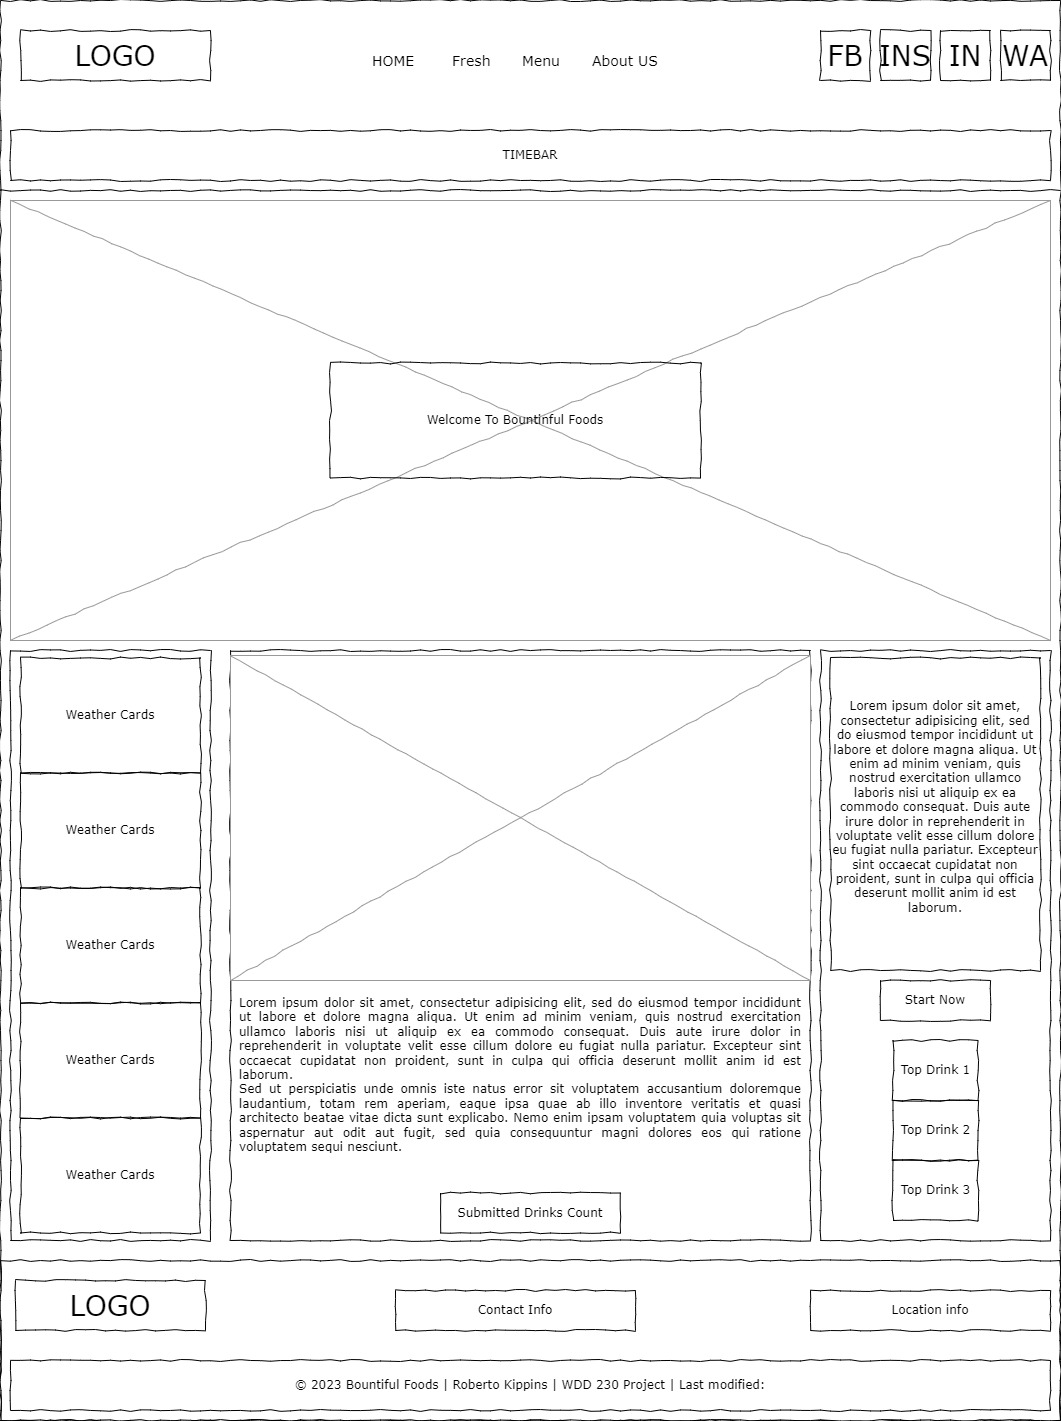 LOGO
HOME Fresh Menu About US
FB INS IN WA
TIMEBAR
Welcome To Bountinful Foods
Weather Cards
Weather Cards
Weather Cards
Weather Cards
Weather Cards
Lorem ipsum dolor sit amet, consectetur adipisicing elit, sed do eiusmod tempor incididunt
ut labore et dolore magna aliqua. Ut enim ad minim veniam, quis nostrud exercitation
ullamco laboris nisi ut aliquip ex ea commodo consequat. Duis aute irure dolor in
reprehenderit in voluptate velit esse cillum dolore eu fugiat nulla pariatur. Excepteur sint
occaecat cupidatat non proident, sunt in culpa qui officia deserunt mollit anim id est
laborum.
Sed ut perspiciatis unde omnis iste natus error sit voluptatem accusantium doloremque
laudantium, totam rem aperiam, eaque ipsa quae ab illo inventore veritatis et quasi
architecto beatae vitae dicta sunt explicabo. Nemo enim ipsam voluptatem quia voluptas sit
aspernatur aut odit aut fugit, sed quia consequuntur magni dolores eos qui ratione
voluptatem sequi nesciunt.
Submitted Drinks Count
Lorem ipsum dolor sit amet,
consectetur adipisicing elit, sed
do eiusmod tempor incididunt ut
labore et dolore magna aliqua. Ut
enim ad minim veniam, quis
nostrud exercitation ullamco
laboris nisi ut aliquip ex ea
commodo consequat. Duis aute
irure dolor in reprehenderit in
voluptate velit esse cillum dolore
eu fugiat nulla pariatur. Excepteur
sint occaecat cupidatat non
proident, sunt in culpa qui officia
deserunt mollit anim id est
laborum.
Start Now
Top Drink 1
Top Drink 2
Top Drink 3
LOGO
Contact Info
Location info
© 2023 Bountiful Foods | Roberto Kippins | WDD 230 Project | Last modified: